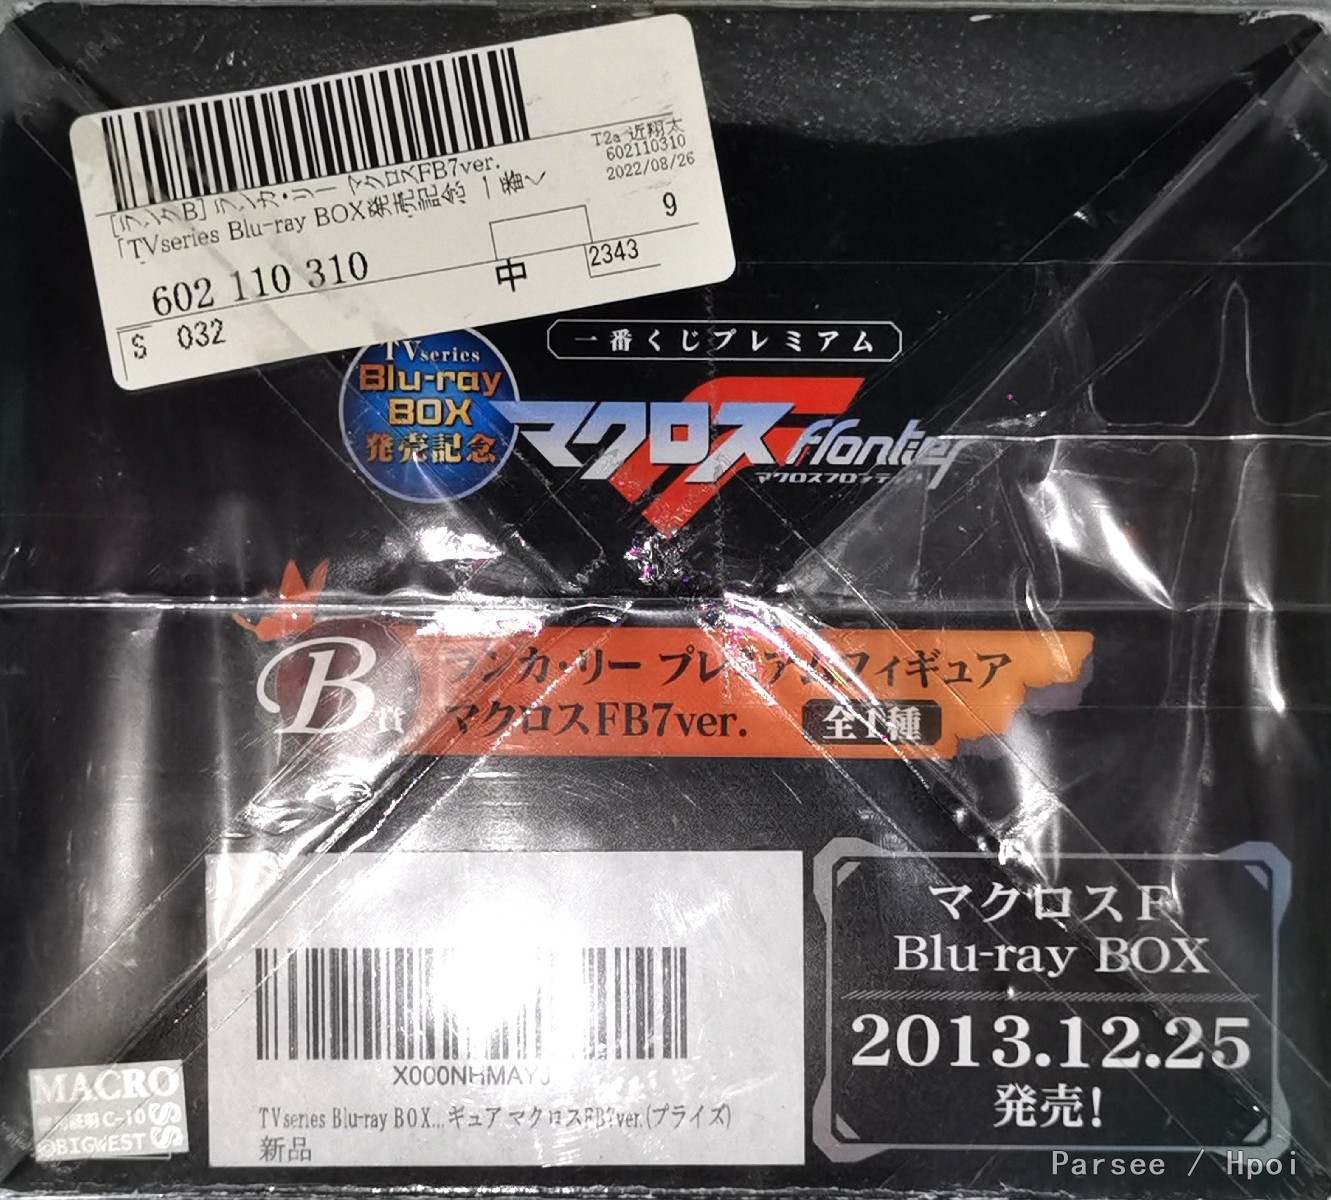 T2a 近翔太
602110310
2022/08/26
[ランクB] ランカ・リー マクロスFB7ver.
「TVseries Blu-ray BOX発売記念 一番く
9
602 110 310
中
2343
S 032
一番くじプレミアム
TVseries
Blu-ray
BOX
発売記念
マクロスF frontier
マクロスフロンティア
B賞
ランカ・リー プレミアムフィギュア
マクロスFB7ver. 全1種
マクロスF
Blu-ray BOX
2013.12.25
発売!
TVseries Blu-ray BOX...ギュア マクロスFB7ver.(プライズ)
新品
MACROSS
C-10
©BIGWEST
Parsee / Hpoi